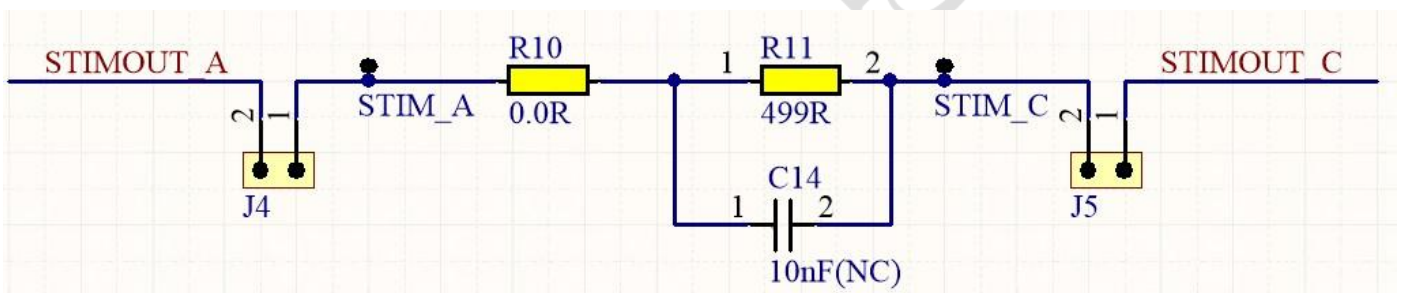 STIMOUT_A
2
1
J4
STIM_A
R10
0.0R
1
R11
2
499R
C14
1
2
10nF(NC)
STIM_C
2
1
J5
STIMOUT_C